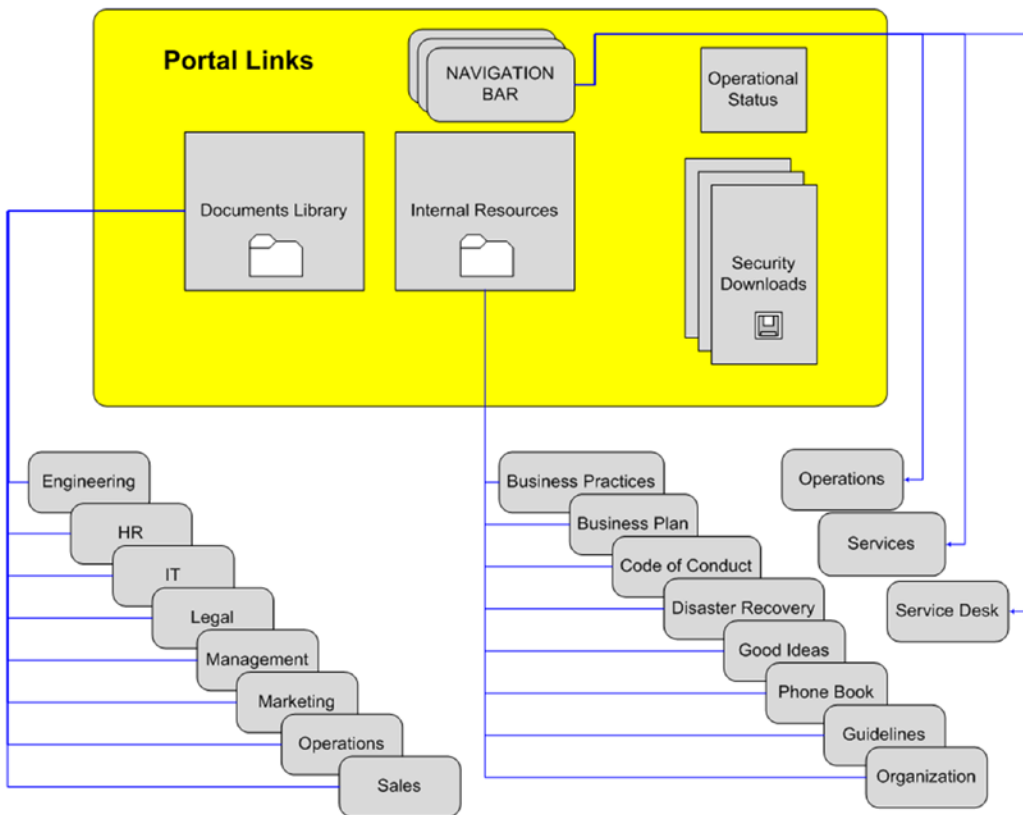 Portal Links
NAVIGATION
BAR
Operational
Status
Documents Library
Internal Resources
Security
Downloads
Engineering
HR
IT
Legal
Management
Marketing
Operations
Sales
Business Practices
Business Plan
Code of Conduct
Disaster Recovery
Good Ideas
Phone Book
Guidelines
Organization
Operations
Services
Service Desk